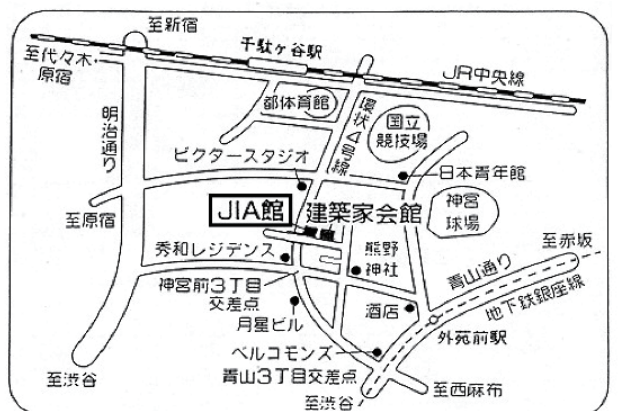 至新宿
千駄ケ谷駅
至代々木・
原宿
JR中央線
都体育館
環状4号線
国立
競技場
明治通り
ビクタースタジオ
日本青年館
JIA館
建築家会館
神宮
球場
至原宿
秀和レジデンス
熊野
神社
至赤坂
青山通り
地下鉄銀座線
神宮前3丁目
交差点
酒店
月星ビル
外苑前駅
ベルコモンズ
青山3丁目交差点
至渋谷
至西麻布
至渋谷